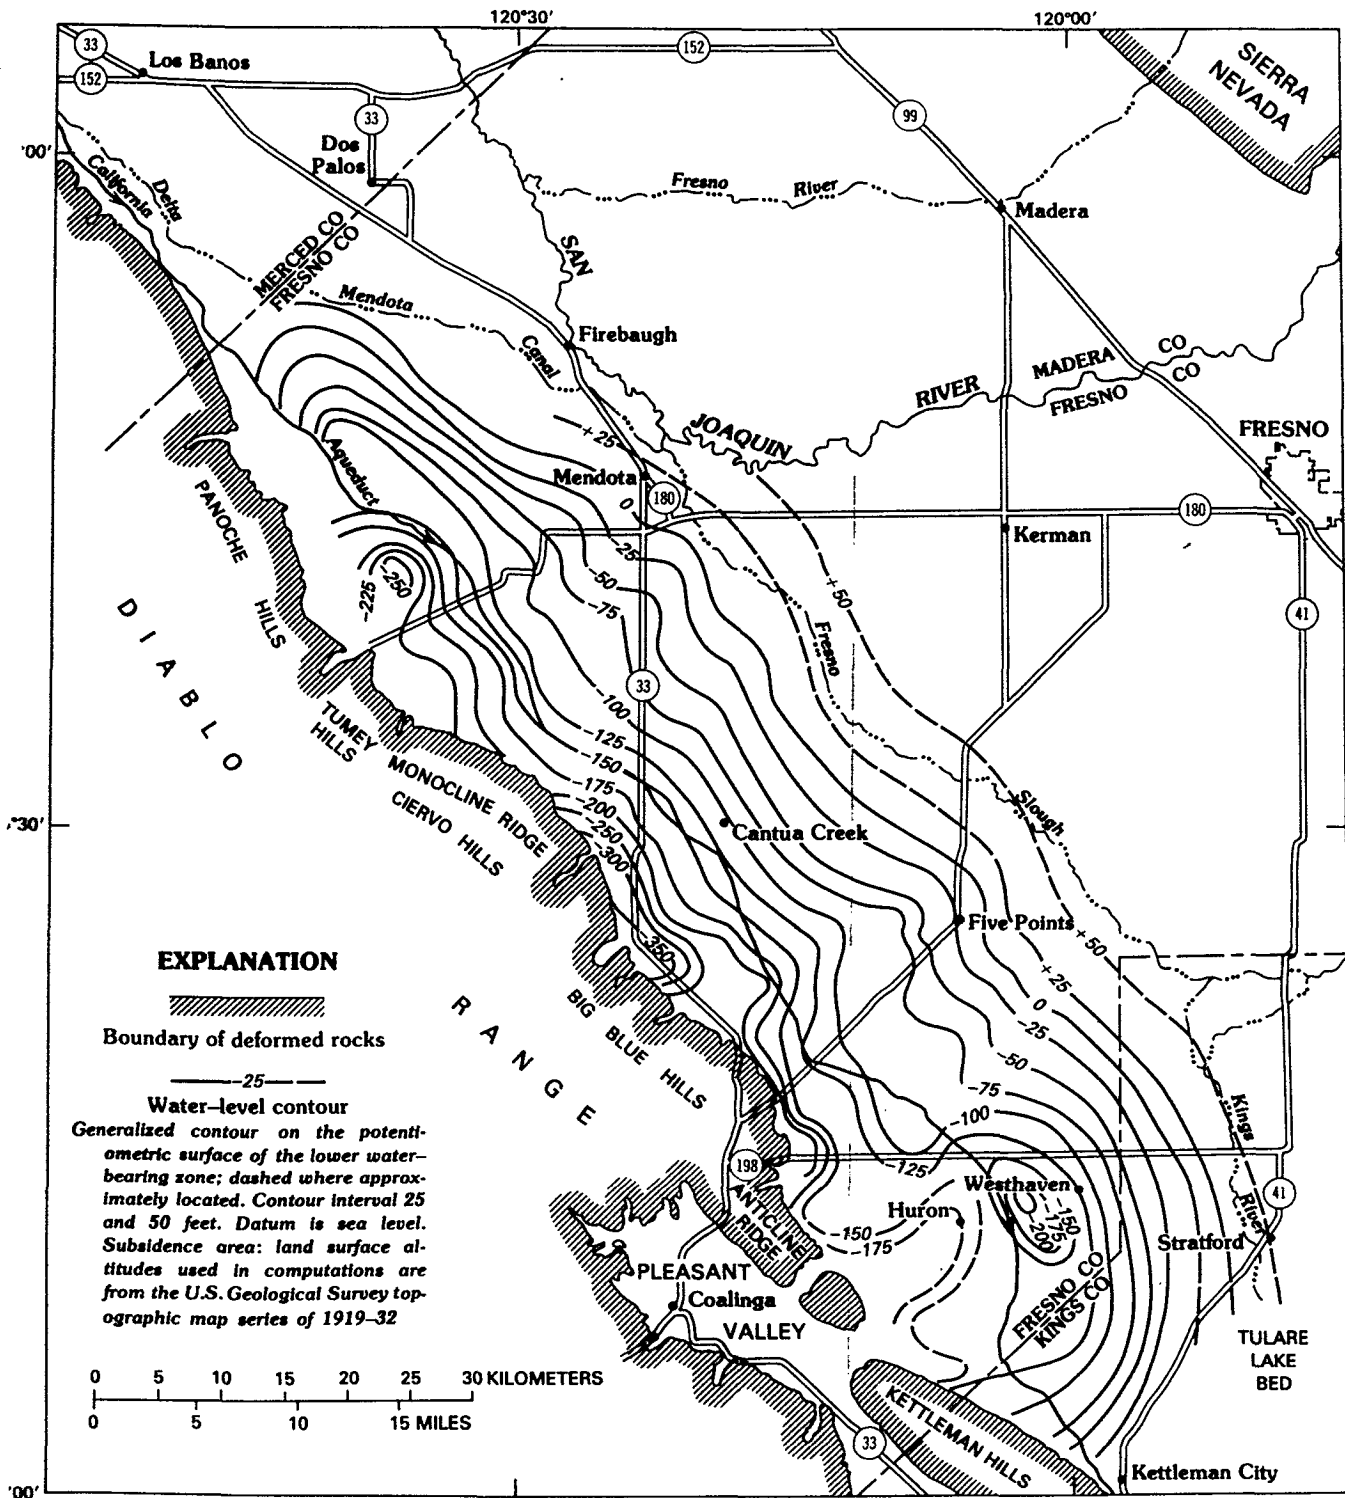 120°30'
120°00'
33
152
Los Banos
152
33
Dos
Palos
152
99
SIERRA
NEVADA
'00'
California
Delta
MERCED CO
FRESNO CO
Mendota
Canal
SAN
Fresno
River
Madera
Firebaugh
+25
JOAQUIN
RIVER
MADERA
CO
FRESNO
CO
FRESNO
Mendota
180
0
180
Kerman
Aqueduct
PANOCHE
HILLS
-225
-250
-25
-50
-75
+50
Fresno
41
DIABLO
33
-100
-125
-150
-175
-200
-250
-300
TUMEY
HILLS
MONOCLINE RIDGE
CIERVO HILLS
°30'
Cantua Creek
Slough
Five Points
+50
+25
0
-25
-50
-75
-100
-125
350
RANGE
BIG BLUE HILLS
EXPLANATION
Boundary of deformed rocks
-25
Water-level contour
Generalized contour on the potenti-
ometric surface of the lower water-
bearing zone; dashed where approx-
imately located. Contour interval 25
and 50 feet. Datum is sea level.
Subsidence area: land surface al-
titudes used in computations are
from the U.S. Geological Survey top-
ographic map series of 1919-32
Kings
River
198
41
ANTICLINE
RIDGE
Westhaven
Huron
-150
-175
-150
-175
-200
Stratford
PLEASANT
Coalinga
VALLEY
FRESNO CO
KINGS CO
TULARE
LAKE
BED
0 5 10 15 20 25 30 KILOMETERS
0 5 10 15 MILES
KETTLEMAN HILLS
33
Kettleman City
'00'